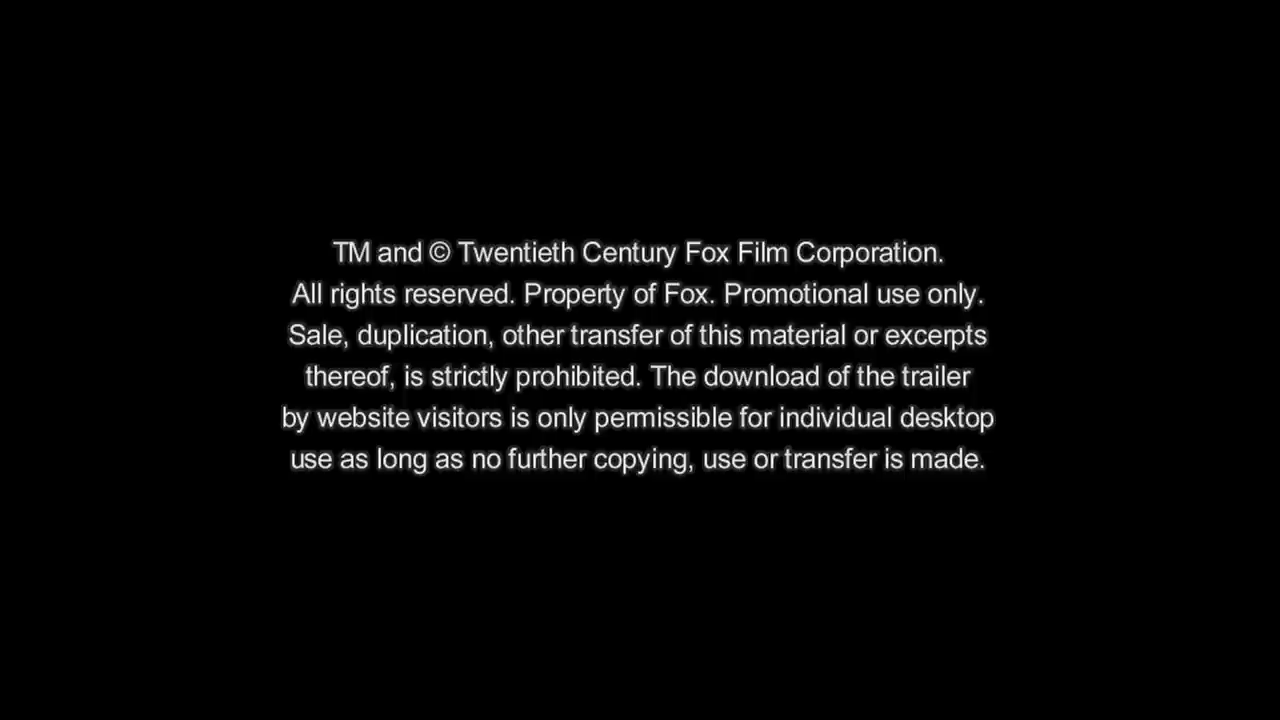 TM and © Twentieth Century Fox Film Corporation.
All rights reserved. Property of Fox. Promotional use only.
Sale, duplication, other transfer of this material or excerpts
thereof, is strictly prohibited. The download of the trailer
by website visitors is only permissible for individual desktop
use as long as no further copying, use or transfer is made.